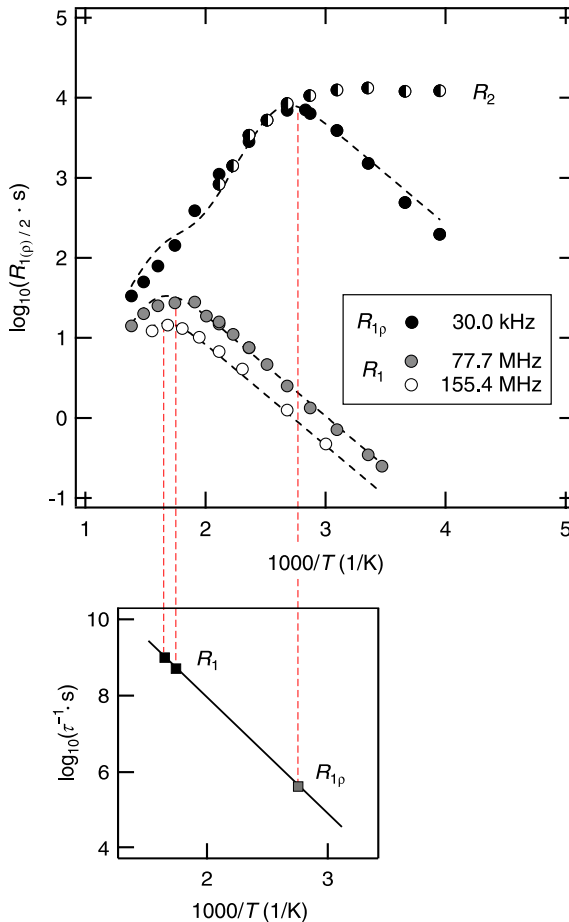 5
4
3
2
1
0
-1
log₁₀(R₁₍ρ₎/₂ · s)
R₂
R₁ρ 30.0 kHz
R₁ 77.7 MHz
155.4 MHz
1 2 3 4 5
1000/T (1/K)
10
8
6
4
log₁₀(τ⁻¹· s)
R₁
R₁ρ
2 3
1000/T (1/K)